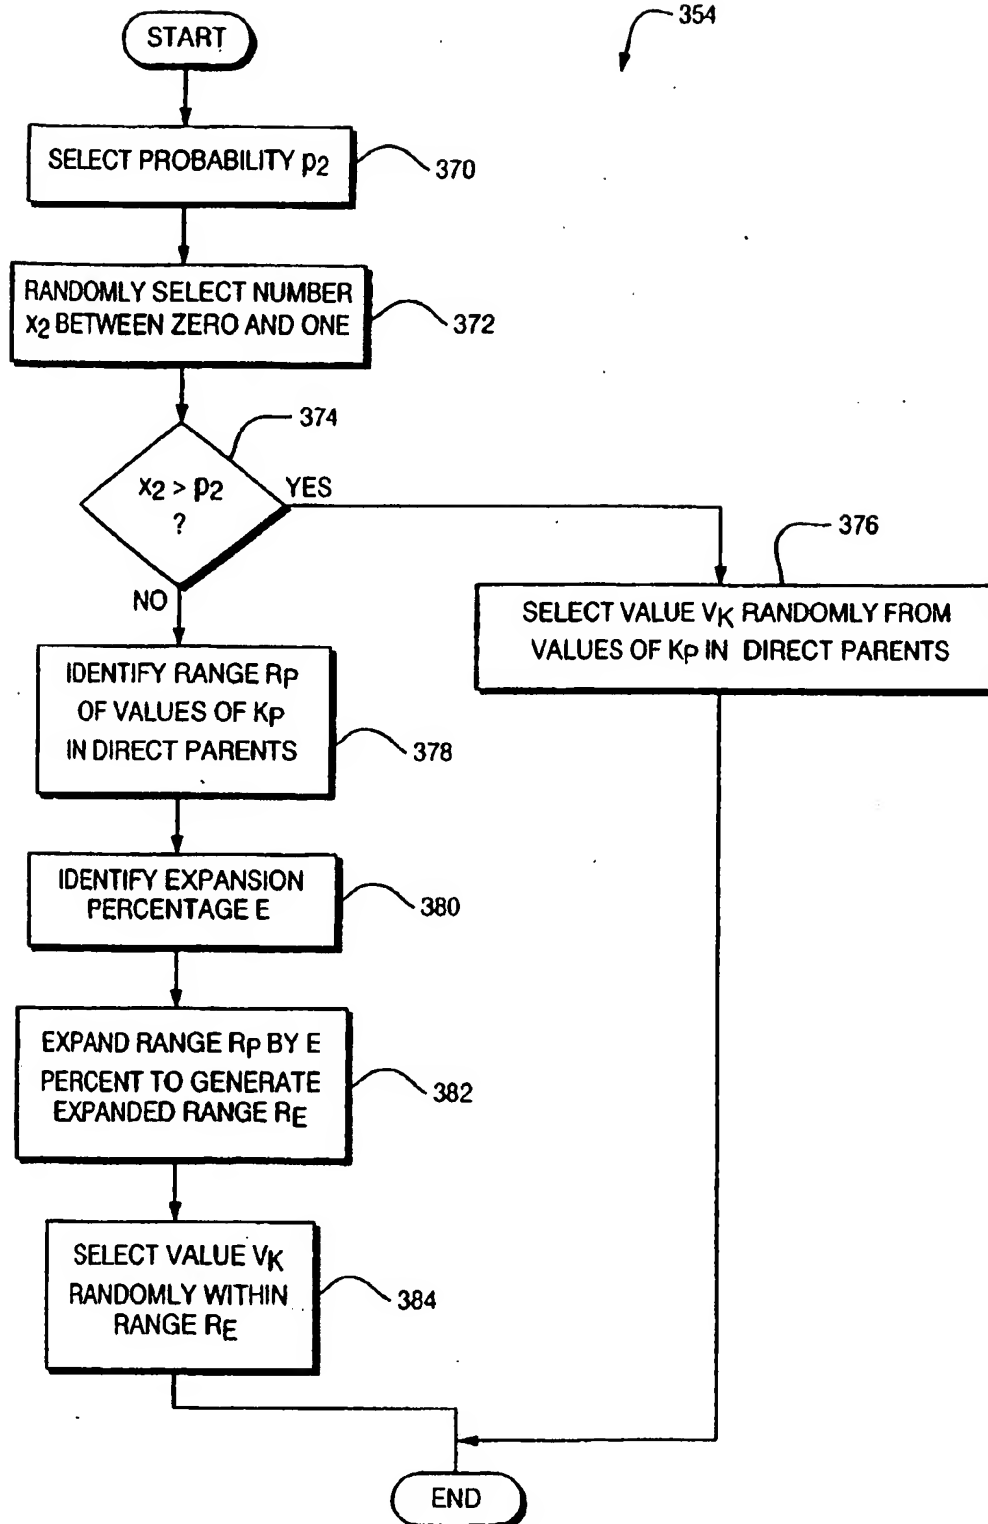 354
START
SELECT PROBABILITY p2
370
RANDOMLY SELECT NUMBER
x2 BETWEEN ZERO AND ONE
372
374
x2 > p2
?
YES
NO
376
SELECT VALUE VK RANDOMLY FROM
VALUES OF KP IN DIRECT PARENTS
IDENTIFY RANGE RP
OF VALUES OF KP
IN DIRECT PARENTS
378
IDENTIFY EXPANSION
PERCENTAGE E
380
EXPAND RANGE RP BY E
PERCENT TO GENERATE
EXPANDED RANGE RE
382
SELECT VALUE VK
RANDOMLY WITHIN
RANGE RE
384
END